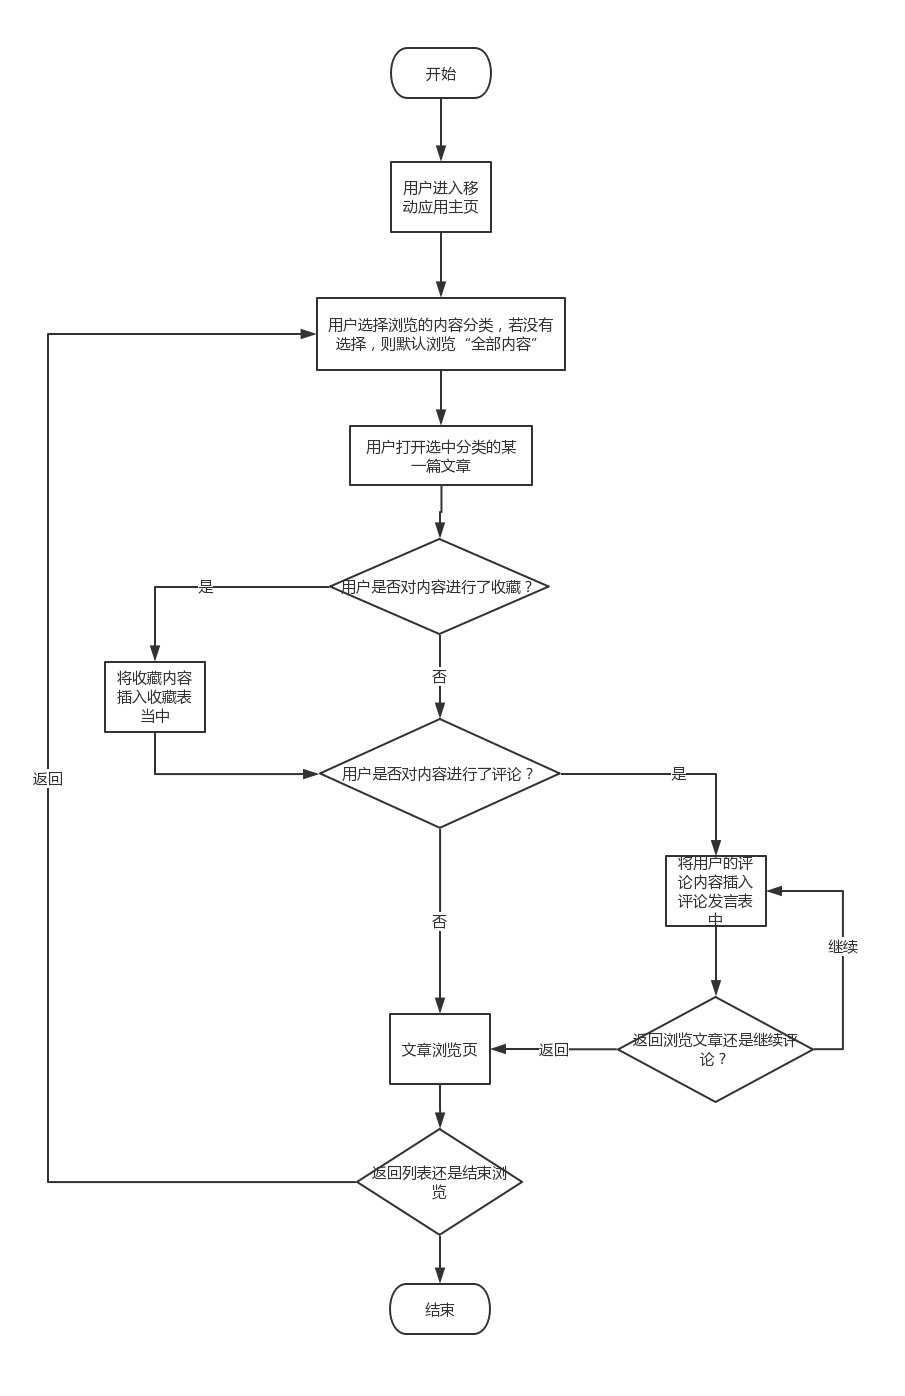 开始
用户进入移
动应用主页
用户选择浏览的内容分类，若没有
选择，则默认浏览“全部内容”
用户打开选中分类的某
一篇文章
用户是否对内容进行了收藏？
是
将收藏内容
插入收藏表
当中
否
用户是否对内容进行了评论？
是
返回
将用户的评
论内容插入
评论发言表
中
否
继续
返回浏览文章还是继续评
论？
返回
文章浏览页
返回列表还是结束浏
览
结束